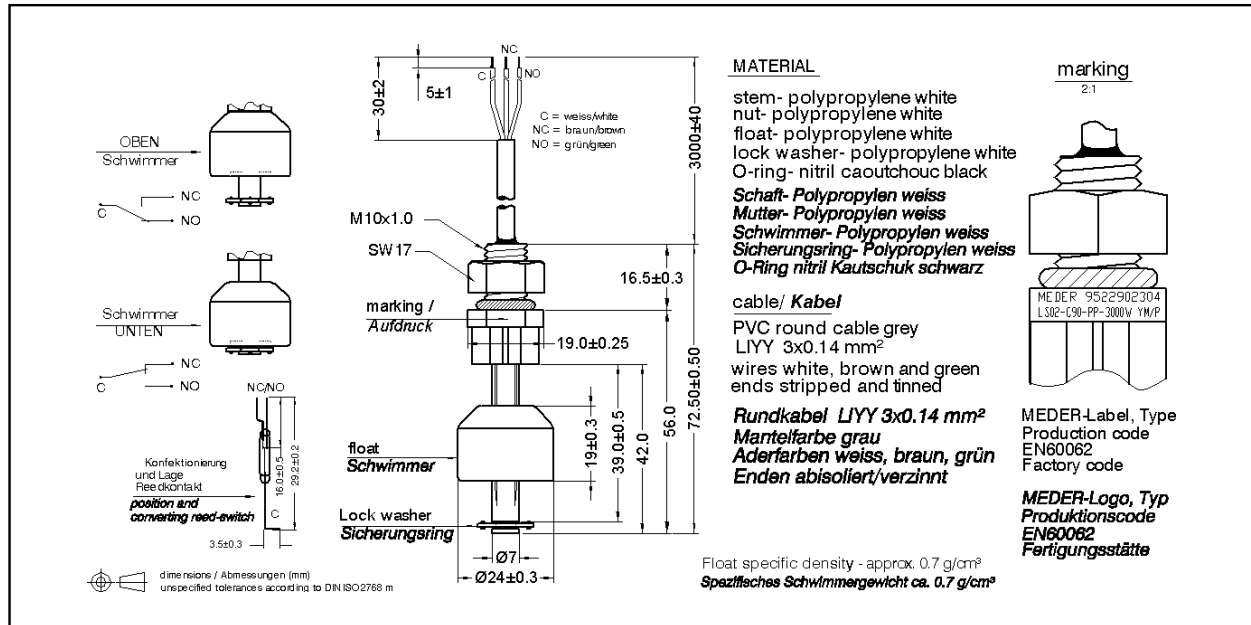 OBEN
Schwimmer
NC
C
NO
Schwimmer
UNTEN
NC
C
NO
NC/NO
16.0±0.5
29.2±0.2
Konfektionierung
und Lage
Reedkontakt
position and
converting reed-switch
C
3.5±0.3
dimensions / Abmessungen (mm)
unspecified tolerances according to DIN ISO2768 m
NC
C
NO
30±2
5±1
C = weiss/white
NC = braun/brown
NO = grün/green
3000±40
M10x1.0
SW17
16.5±0.3
marking /
Aufdruck
19.0±0.25
72.50±0.50
56.0
42.0
39.0±0.5
19±0.3
float
Schwimmer
Lock washer
Sicherungsring
Ø7
Ø24±0.3
MATERIAL
stem- polypropylene white
nut- polypropylene white
float- polypropylene white
lock washer- polypropylene white
O-ring- nitril caoutchouc black
Schaft- Polypropylen weiss
Mutter- Polypropylen weiss
Schwimmer- Polypropylen weiss
Sicherungsring- Polypropylen weiss
O-Ring nitril Kautschuk schwarz
cable/ Kabel
PVC round cable grey
LIYY 3x0.14 mm²
wires white, brown and green
ends stripped and tinned
Rundkabel LIYY 3x0.14 mm²
Mantelfarbe grau
Aderfarben weiss, braun, grün
Enden abisoliert/verzinnt
Float specific density - approx. 0.7 g/cm³
Spezifisches Schwimmergewicht ca. 0.7 g/cm³
marking
2:1
MEDER 9522902304
LS02-C90-PP-3000W YM/P
MEDER-Label, Type
Production code
EN60062
Factory code
MEDER-Logo, Typ
Produktionscode
EN60062
Fertigungsstätte